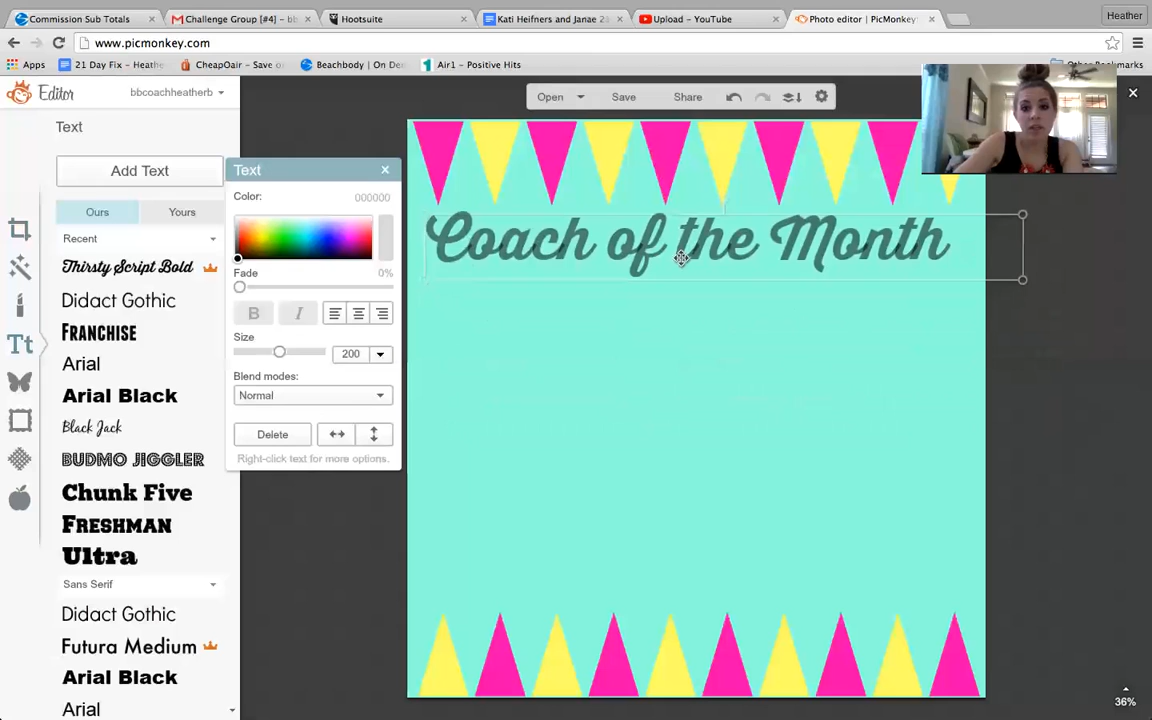 Commission Sub Totals
Challenge Group [#4] - bb
Hootsuite
Kati Heifners and Janae 2
Upload - YouTube
Photo editor | PicMonkey
Heather
www.picmonkey.com
Apps
21 Day Fix - Heath
CheapOair - Save o
Beachbody | On De
Air1 - Positive Hits
Other Bookmarks
Editor
bbcoachheatherb
Open
Save
Share
Text
Add Text
Ours
Yours
Recent
Thirsty Script Bold
Didact Gothic
FRANCHISE
Arial
Arial Black
Black Jack
BUDMO JIGGLER
Chunk Five
FRESHMAN
Ultra
Sans Serif
Didact Gothic
Futura Medium
Arial Black
Arial
Tt
Text
Color:
000000
Fade
0%
B
I
Size
200
Blend modes:
Normal
Delete
Right-click text for more options.
Coach of the Month
36%